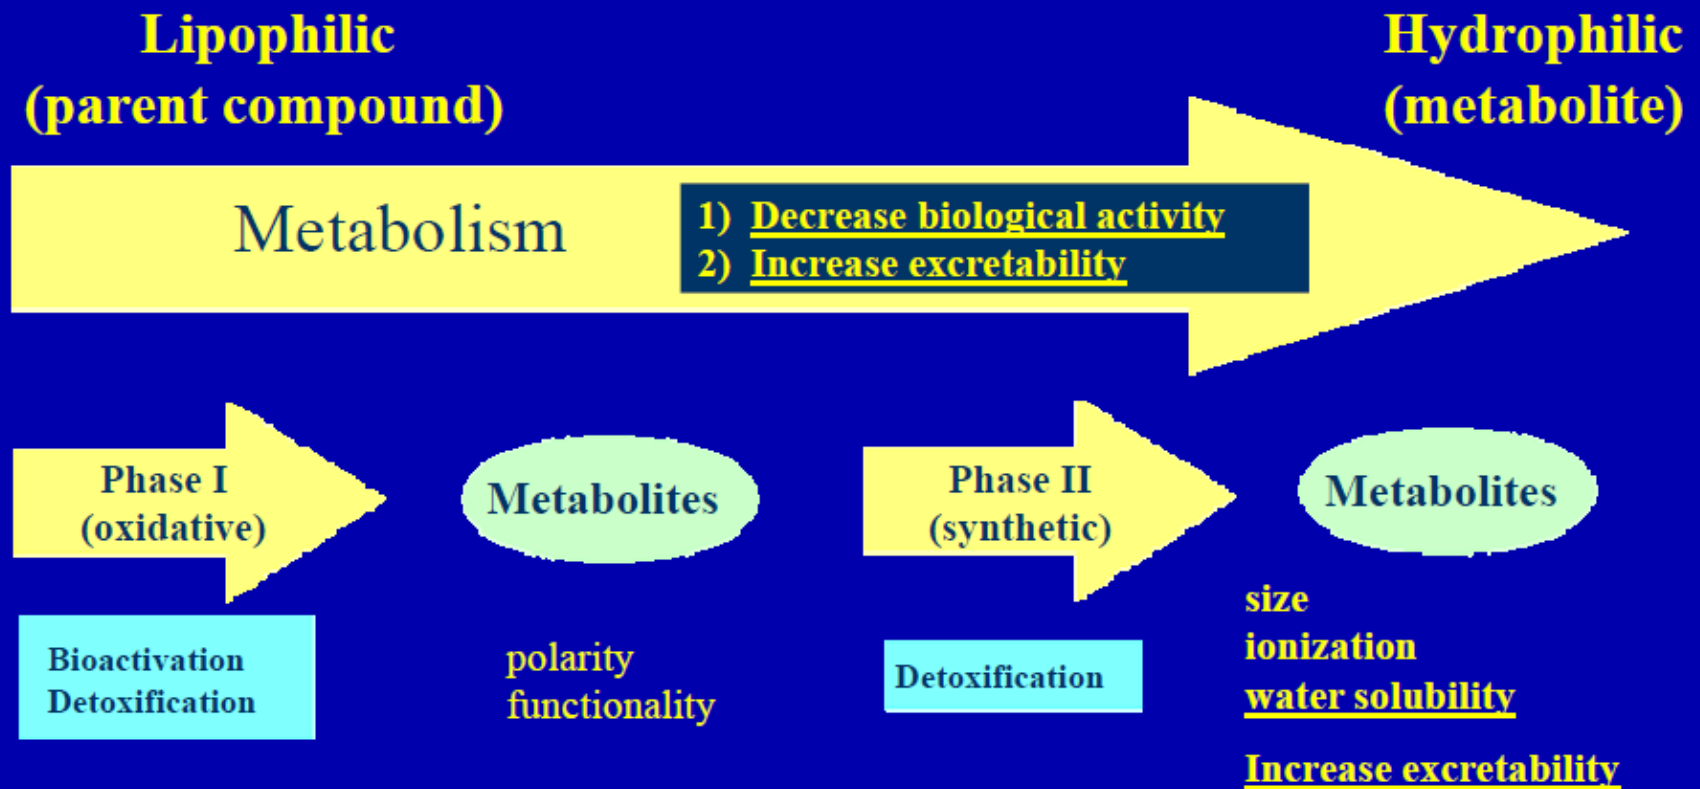 Lipophilic
(parent compound)
Hydrophilic
(metabolite)
Metabolism
1) Decrease biological activity
2) Increase excretability
Phase I
(oxidative)
Metabolites
Phase II
(synthetic)
Metabolites
Bioactivation
Detoxification
polarity
functionality
Detoxification
size
ionization
water solubility
Increase excretability